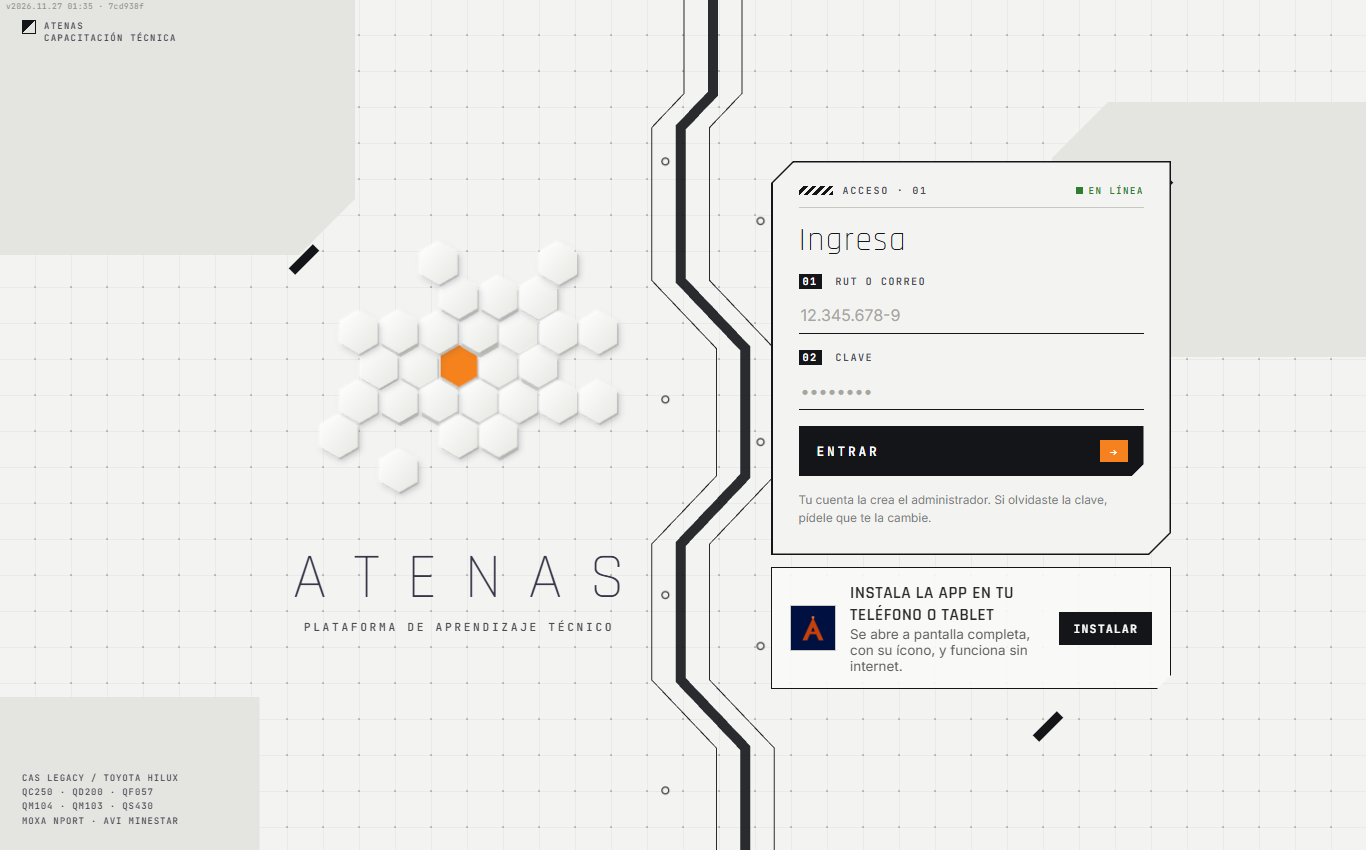 v2026.11.27 01:35 · 7cd938f
ATENAS
CAPACITACIÓN TÉCNICA
ATENAS
PLATAFORMA DE APRENDIZAJE TÉCNICO
CAS LEGACY / TOYOTA HILUX
QC250 · QD200 · QF057
QM104 · QM103 · QS430
MOXA NPORT · AVI MINESTAR
ACCESO · 01
EN LÍNEA
Ingresa
01 RUT O CORREO
12.345.678-9
02 CLAVE
••••••••
ENTRAR →
Tu cuenta la crea el administrador. Si olvidaste la clave,
pídele que te la cambie.
INSTALA LA APP EN TU
TELÉFONO O TABLET
Se abre a pantalla completa,
con su ícono, y funciona sin
internet.
INSTALAR